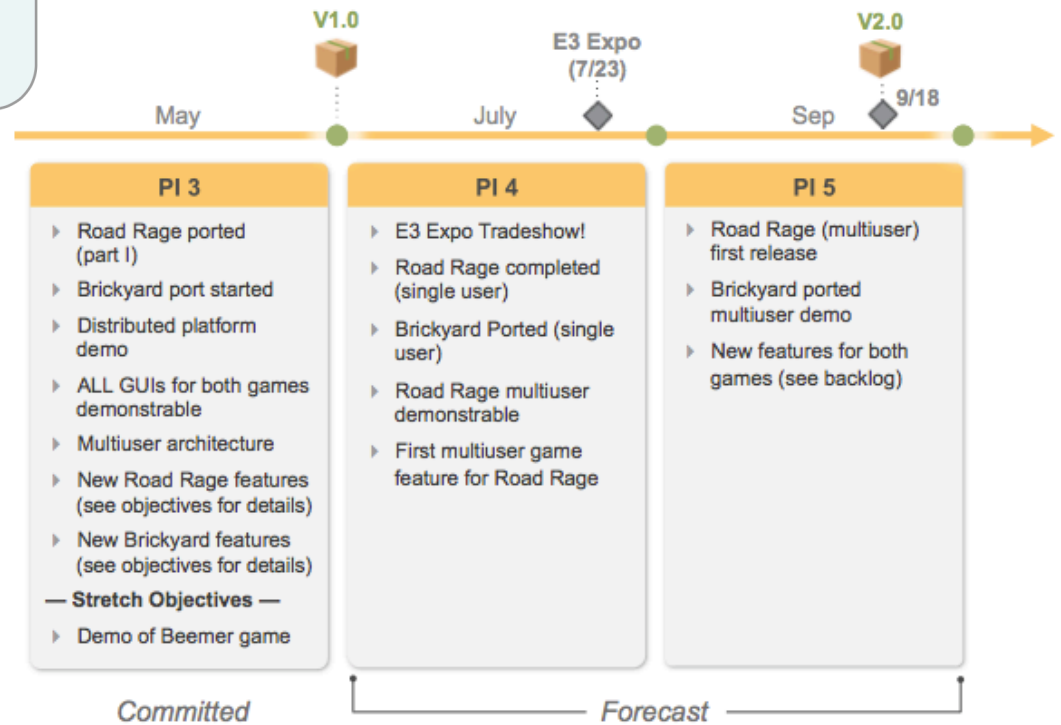 V1.0
E3 Expo
(7/23)
V2.0
9/18
May
July
Sep
PI 3
Road Rage ported
(part I)
Brickyard port started
Distributed platform
demo
ALL GUIs for both games
demonstrable
Multiuser architecture
New Road Rage features
(see objectives for details)
New Brickyard features
(see objectives for details)
— Stretch Objectives —
Demo of Beemer game
PI 4
E3 Expo Tradeshow!
Road Rage completed
(single user)
Brickyard Ported (single
user)
Road Rage multiuser
demonstrable
First multiuser game
feature for Road Rage
PI 5
Road Rage (multiuser)
first release
Brickyard ported
multiuser demo
New features for both
games (see backlog)
Committed
Forecast